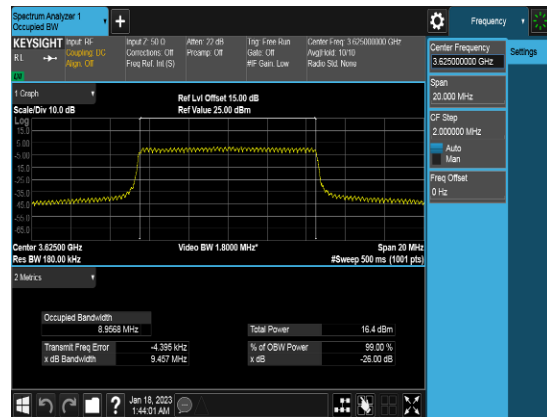 Spectrum Analyzer 1
Occupied BW
Frequency
KEYSIGHT
Input: RF
Coupling: DC
Align: Off
Input Z: 50 Ω
Corrections: Off
Freq Ref: Int (S)
Atten: 22 dB
Preamp: Off
Trig: Free Run
Gate: Off
#IF Gain: Low
Center Freq: 3.625000000 GHz
Avg|Hold: 10/10
Radio Std: None
LXI
Center Frequency
3.625000000 GHz
Settings
Span
20.000 MHz
CF Step
2.000000 MHz
Auto
Man
Freq Offset
0 Hz
1 Graph
Scale/Div 10.0 dB
Ref Lvl Offset 15.00 dB
Ref Value 25.00 dBm
Log
15.0
5.00
-5.00
-15.0
-25.0
-35.0
-45.0
-55.0
-65.0
Center 3.62500 GHz
Video BW 1.8000 MHz*
Span 20 MHz
Res BW 180.00 kHz
#Sweep 500 ms (1001 pts)
2 Metrics
Occupied Bandwidth
8.9568 MHz
Total Power
16.4 dBm
Transmit Freq Error
-4.395 kHz
% of OBW Power
99.00 %
x dB Bandwidth
9.457 MHz
x dB
-26.00 dB
Jan 18, 2023
1:44:01 AM